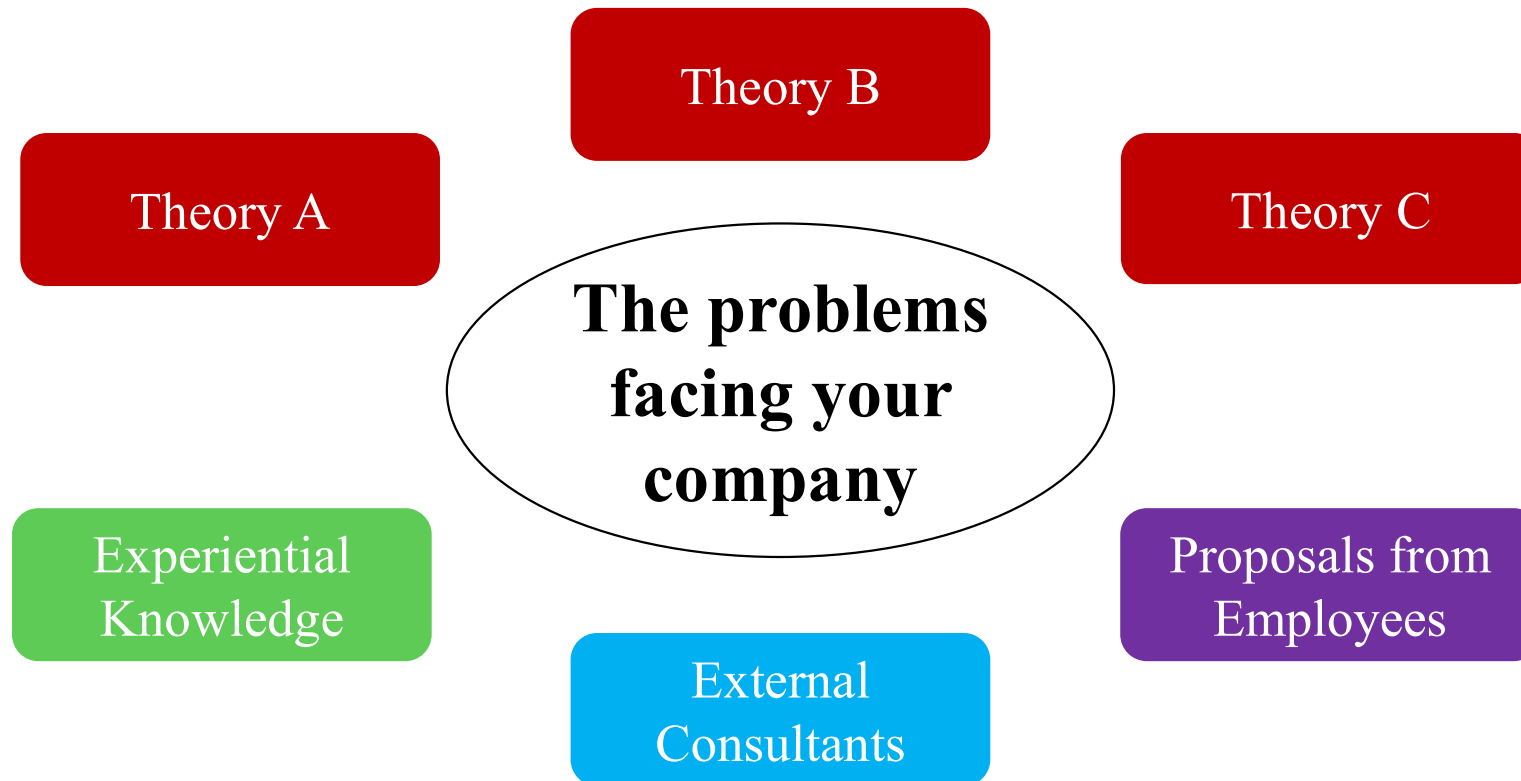 Theory B
Theory A
Theory C
The problems
facing your
company
Experiential
Knowledge
Proposals from
Employees
External
Consultants